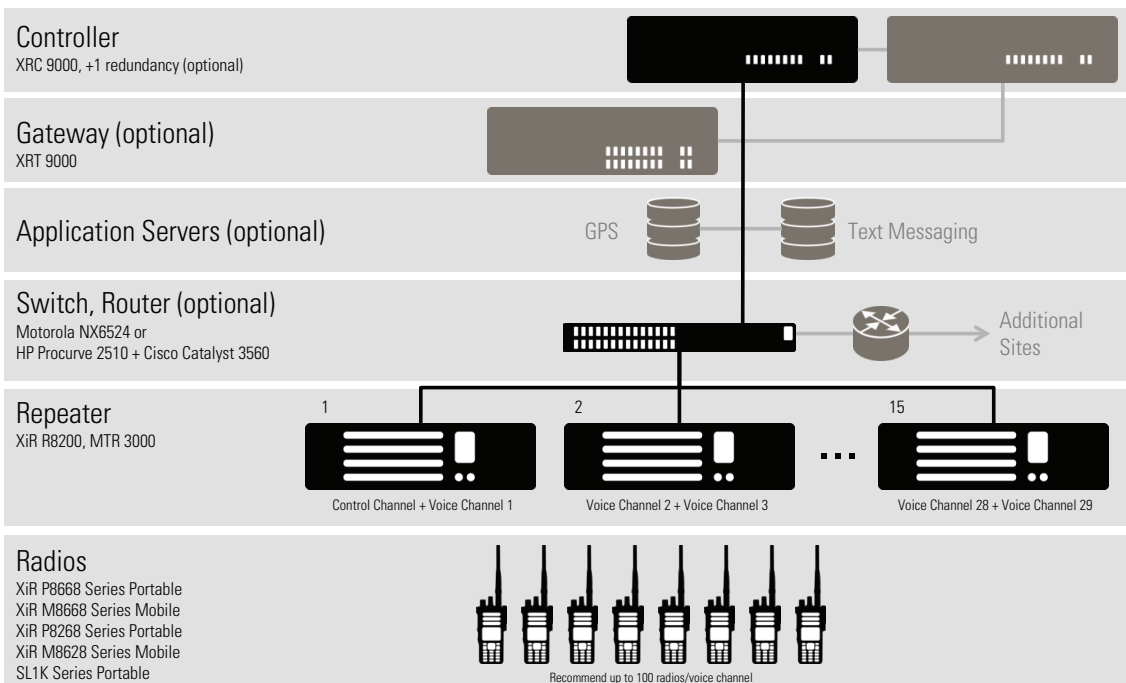 Controller
XRC 9000, +1 redundancy (optional)
Gateway (optional)
XRT 9000
Application Servers (optional)
GPS
Text Messaging
Switch, Router (optional)
Motorola NX6524 or
HP Procurve 2510 + Cisco Catalyst 3560
Additional
Sites
Repeater
XiR R8200, MTR 3000
1
2
15
...
Control Channel + Voice Channel 1
Voice Channel 2 + Voice Channel 3
Voice Channel 28 + Voice Channel 29
Radios
XiR P8668 Series Portable
XiR M8668 Series Mobile
XiR P8268 Series Portable
XiR M8628 Series Mobile
SL1K Series Portable
Recommend up to 100 radios/voice channel